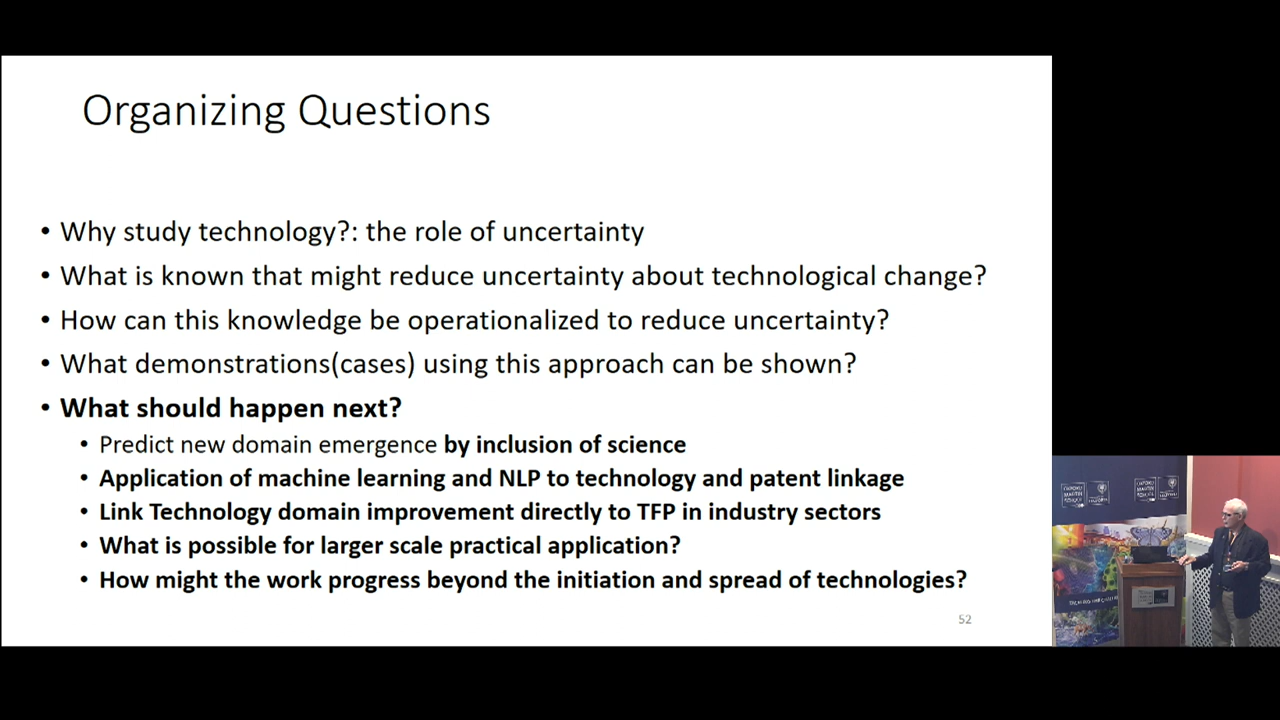 Organizing Questions
• Why study technology?: the role of uncertainty
• What is known that might reduce uncertainty about technological change?
• How can this knowledge be operationalized to reduce uncertainty?
• What demonstrations(cases) using this approach can be shown?
• What should happen next?
• Predict new domain emergence by inclusion of science
• Application of machine learning and NLP to technology and patent linkage
• Link Technology domain improvement directly to TFP in industry sectors
• What is possible for larger scale practical application?
• How might the work progress beyond the initiation and spread of technologies?
52
OXFORD
MARTIN
SCHOOL